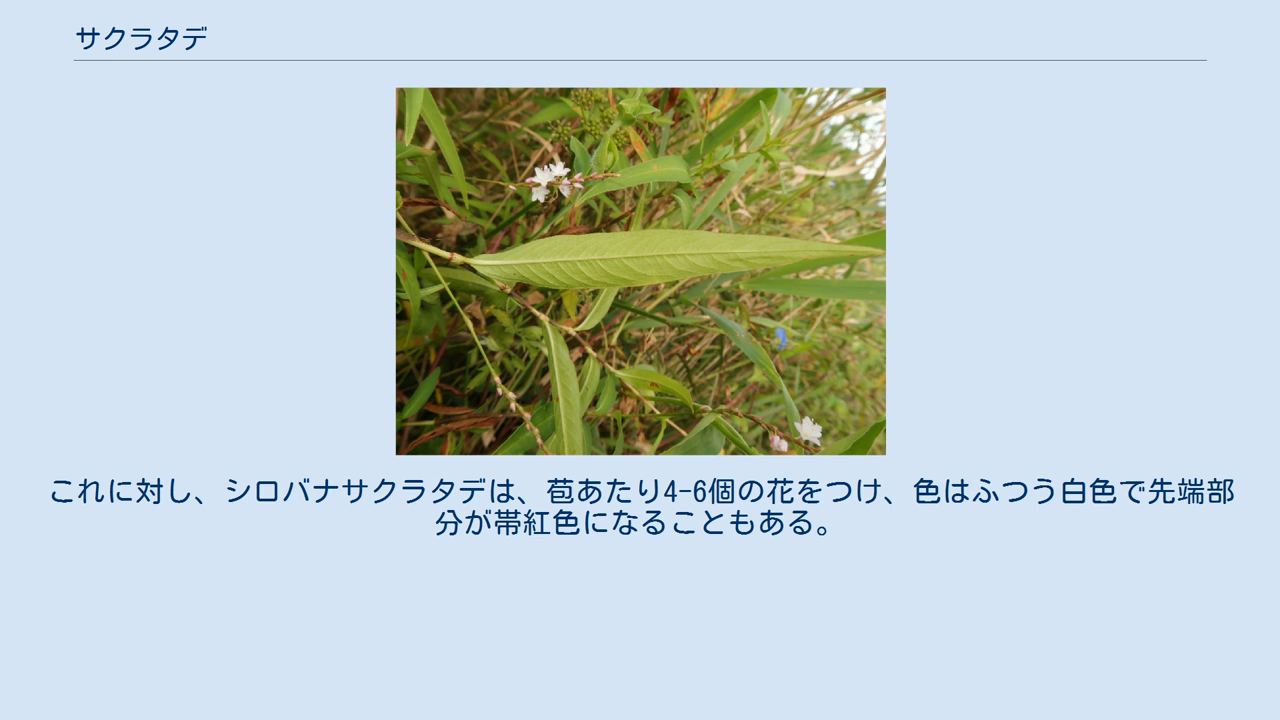 サクラタデ
これに対し、シロバナサクラタデは、苞あたり4-6個の花をつけ、色はふつう白色で先端部
分が帯紅色になることもある。